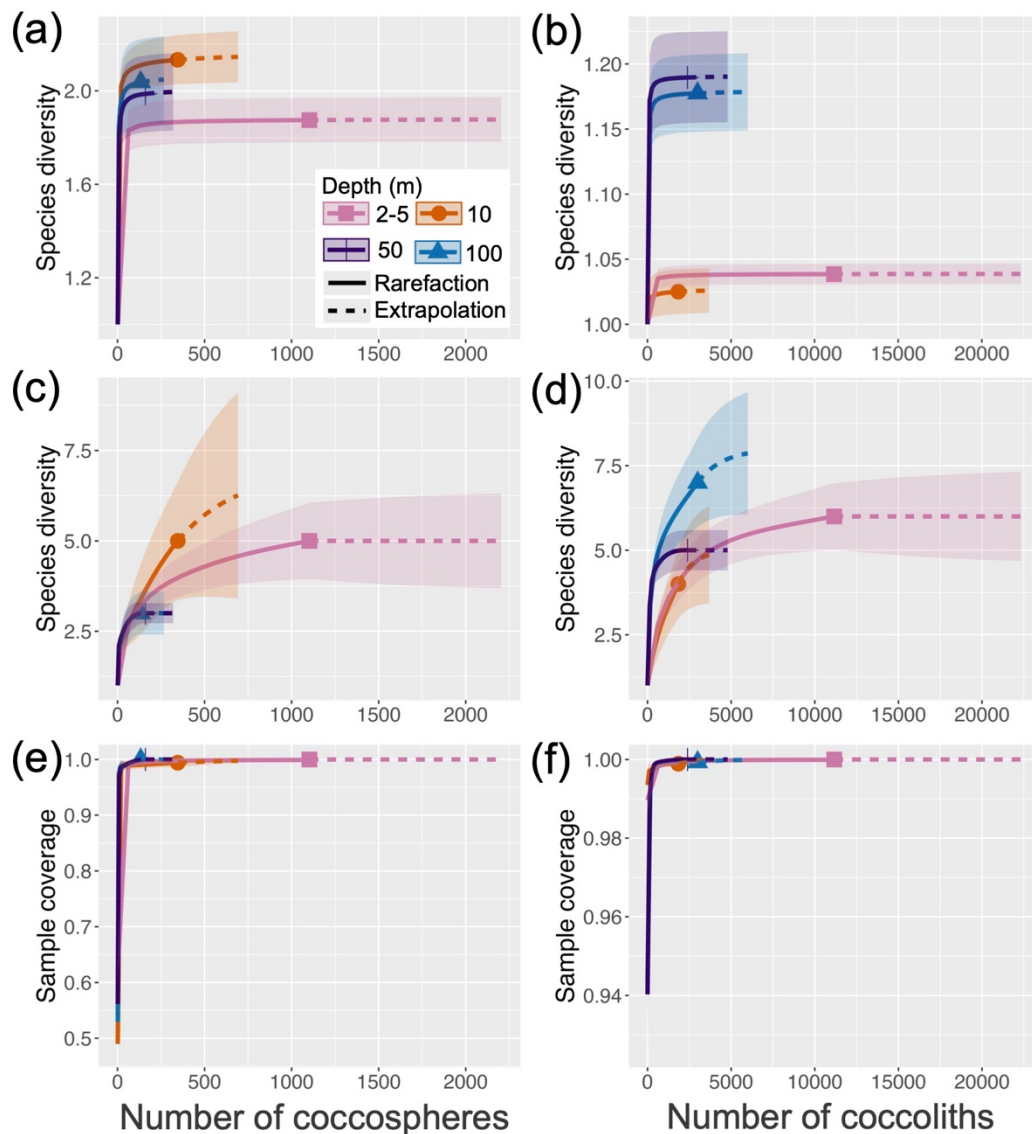 (a)
Species diversity
2.0
1.6
1.2
0 500 1000 1500 2000
Depth (m)
2-5 10
50 100
Rarefaction
Extrapolation
(b)
Species diversity
1.20
1.15
1.10
1.05
1.00
0 5000 10000 15000 20000
(c)
Species diversity
7.5
5.0
2.5
0 500 1000 1500 2000
(d)
Species diversity
10.0
7.5
5.0
2.5
0 5000 10000 15000 20000
(e)
Sample coverage
1.0
0.9
0.8
0.7
0.6
0.5
0 500 1000 1500 2000
Number of coccospheres
(f)
Sample coverage
1.00
0.98
0.96
0.94
0 5000 10000 15000 20000
Number of coccoliths